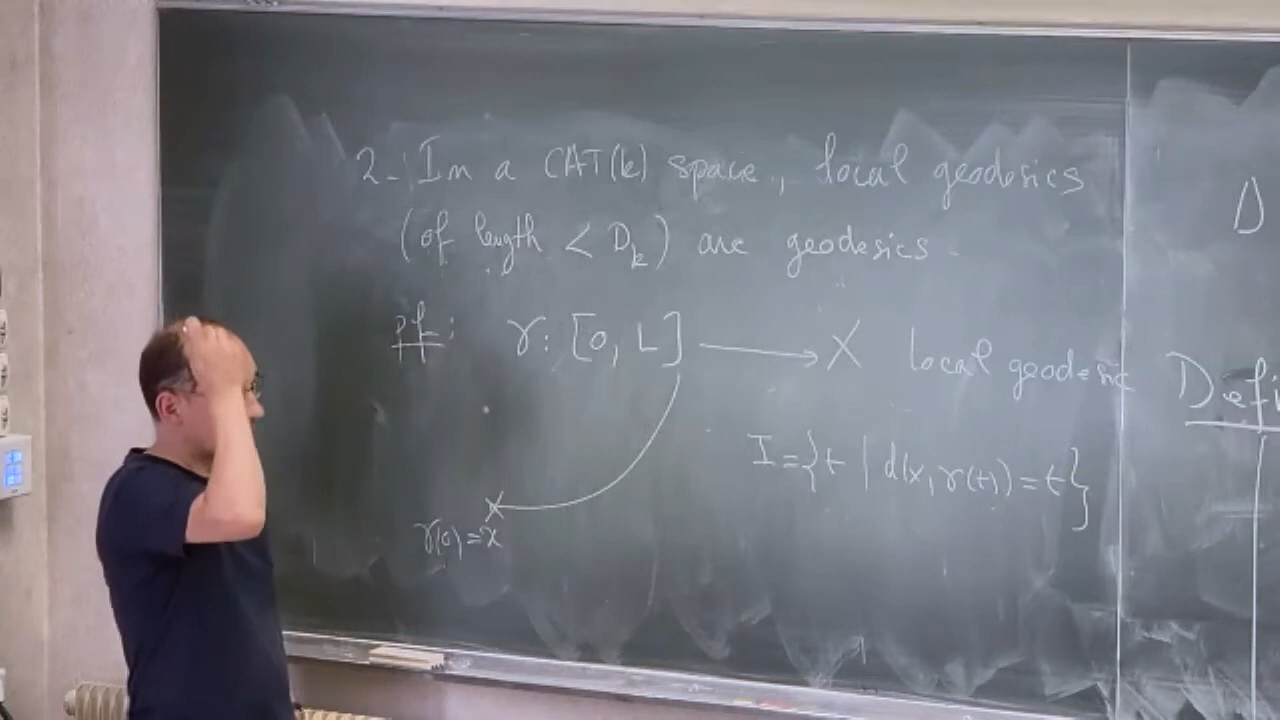 2- In a CAT(k) space, local geodesics
(of length < D_k) are geodesics.
pf: γ: [0, L] ⟶ X local geodesic
I = {t | d(x, γ(t)) = t}
γ(0) = x
D
Defi